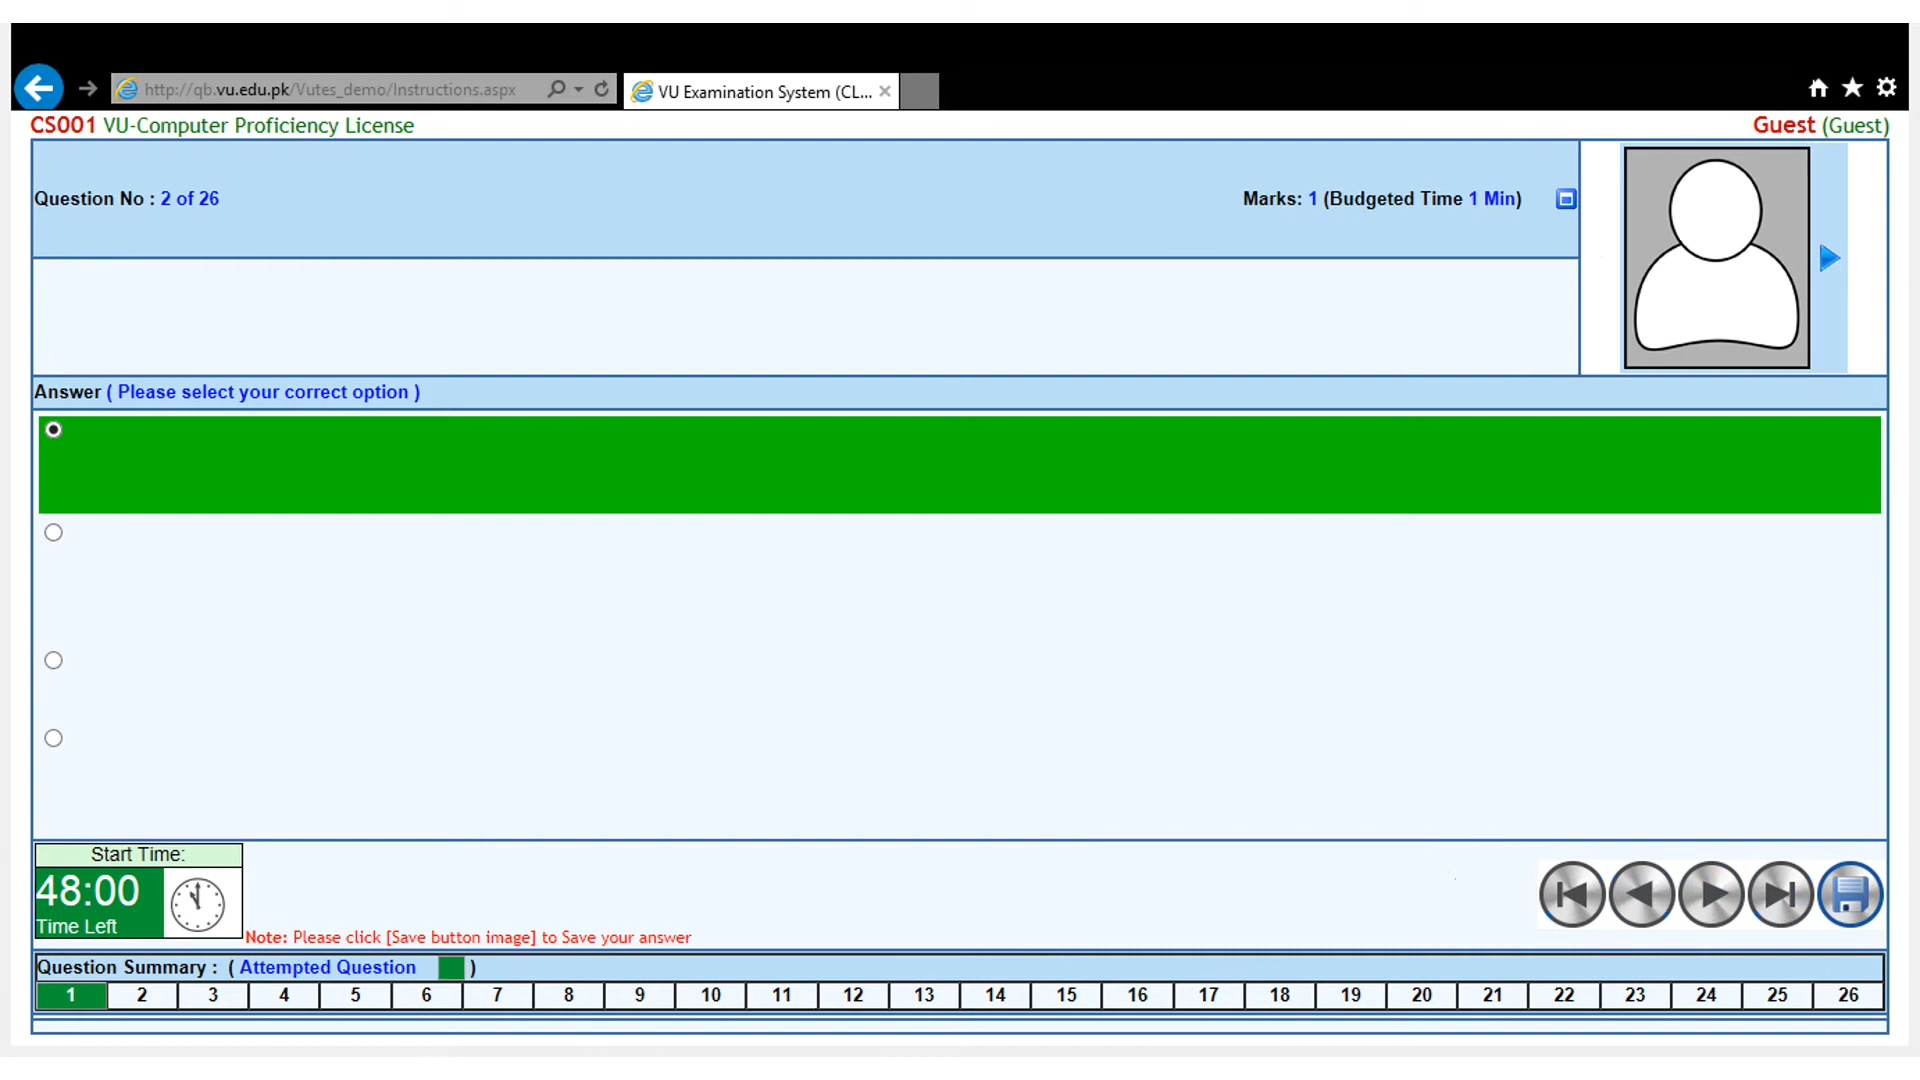 http://qb.vu.edu.pk/Vutes_demo/Instructions.aspx
VU Examination System (CL...
CS001 VU-Computer Proficiency License
Guest (Guest)
Question No : 2 of 26
Marks: 1 (Budgeted Time 1 Min)
Answer ( Please select your correct option )
Start Time:
48:00
Time Left
Note: Please click [Save button image] to Save your answer
Question Summary : ( Attempted Question )
1 2 3 4 5 6 7 8 9 10 11 12 13 14 15 16 17 18 19 20 21 22 23 24 25 26